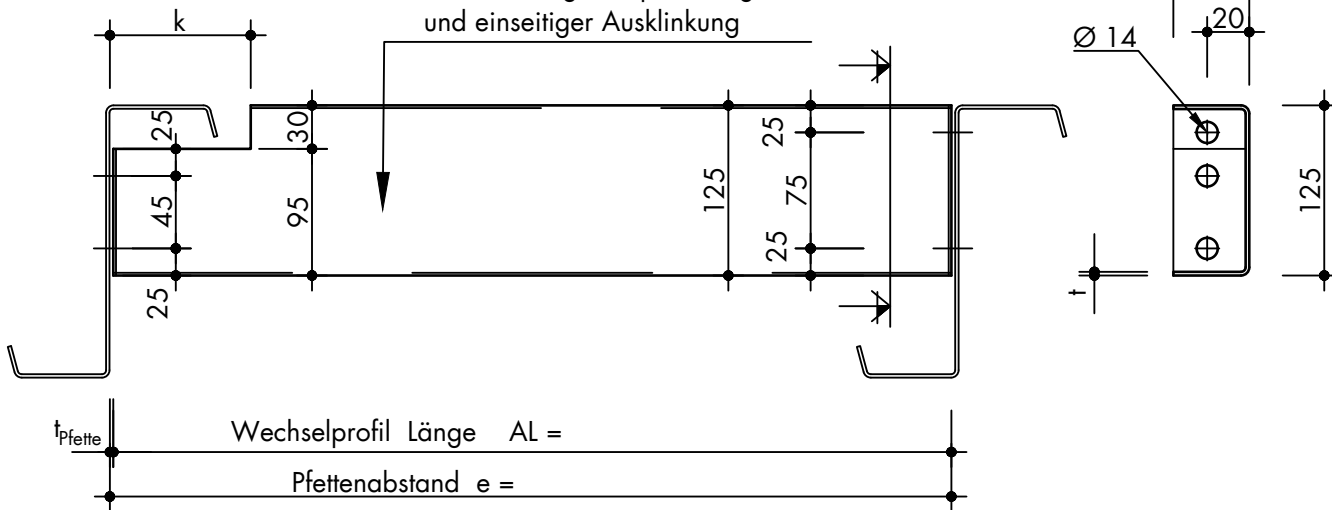 und einseitiger Ausklinkung
k
20
Ø 14
25
30
25
45
95
125
75
125
25
25
t
tPfette
Wechselprofil Länge AL =
Pfettenabstand e =